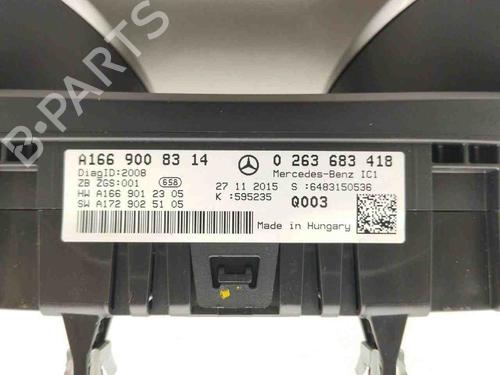 B-PARTS
A166 900 83 14 0 263 683 418
DiagID:2008 Mercedes-Benz IC1
ZB ZGS:001 658 27 11 2015 S :6483150536
HW A166 901 23 05 K :595235 Q003
SW A172 902 51 05
Made in Hungary